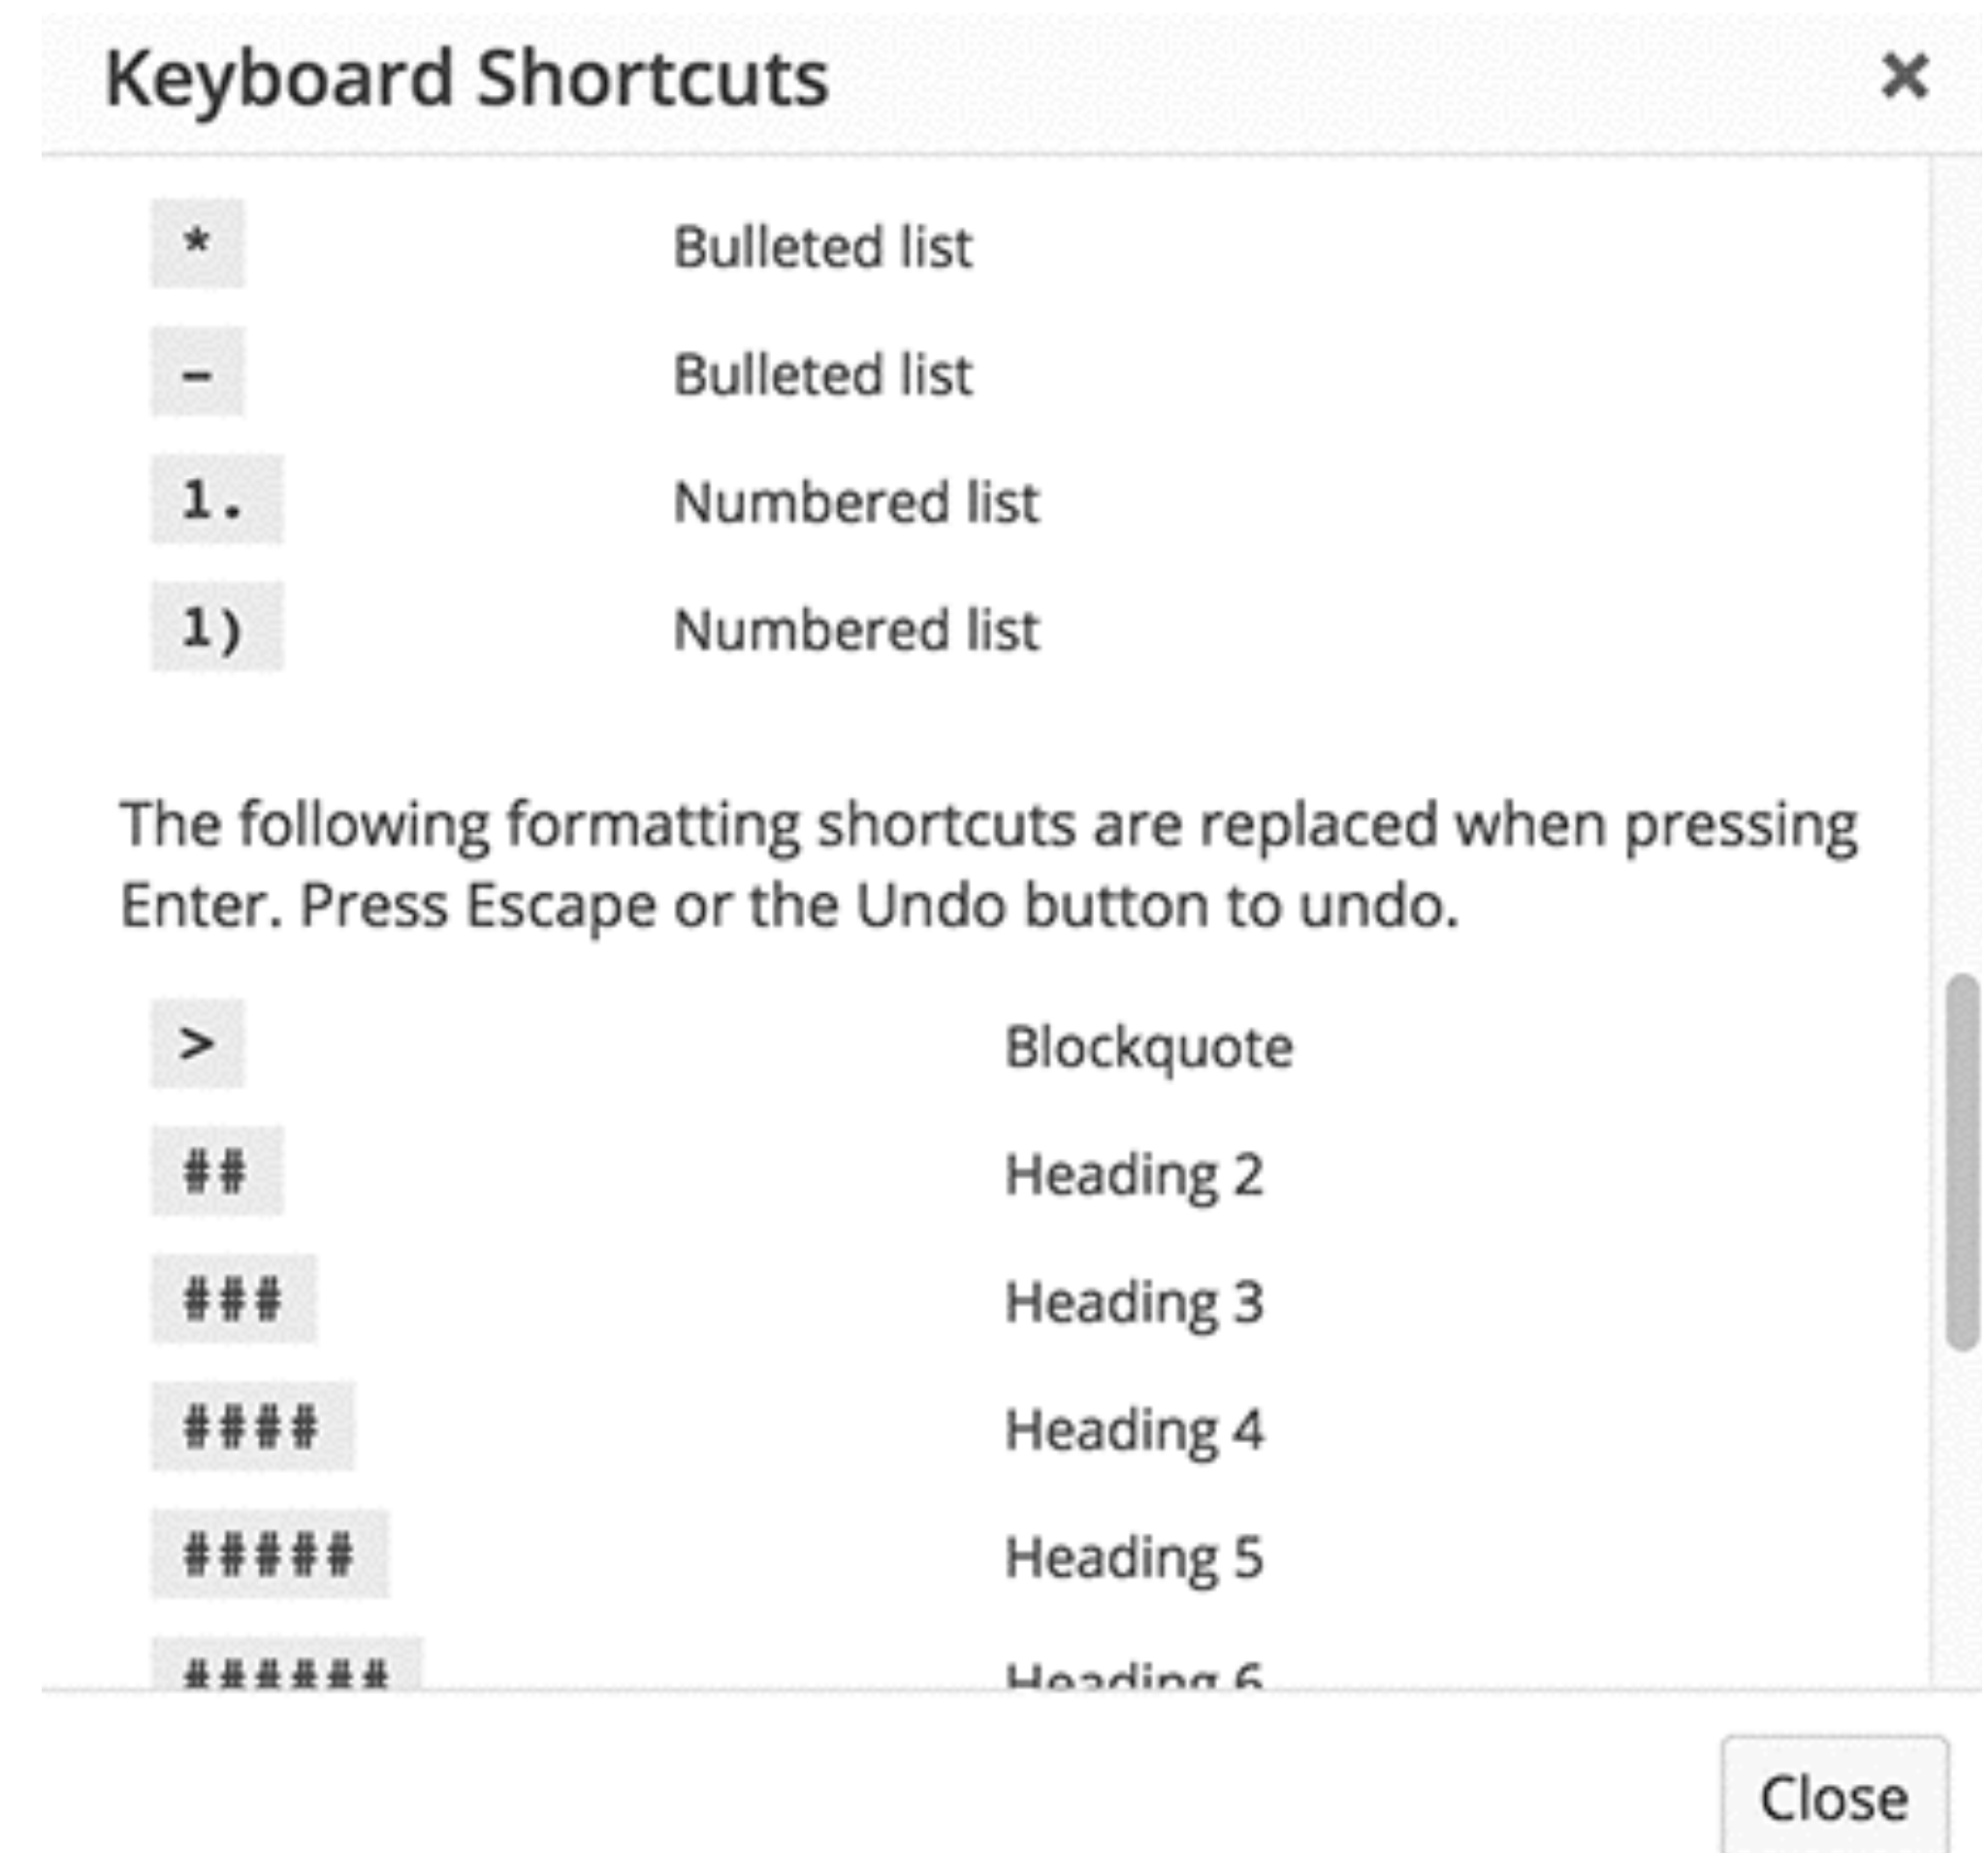 Keyboard Shortcuts ×
* Bulleted list
- Bulleted list
1. Numbered list
1) Numbered list
The following formatting shortcuts are replaced when pressing
Enter. Press Escape or the Undo button to undo.
> Blockquote
## Heading 2
### Heading 3
#### Heading 4
##### Heading 5
###### Heading 6
Close